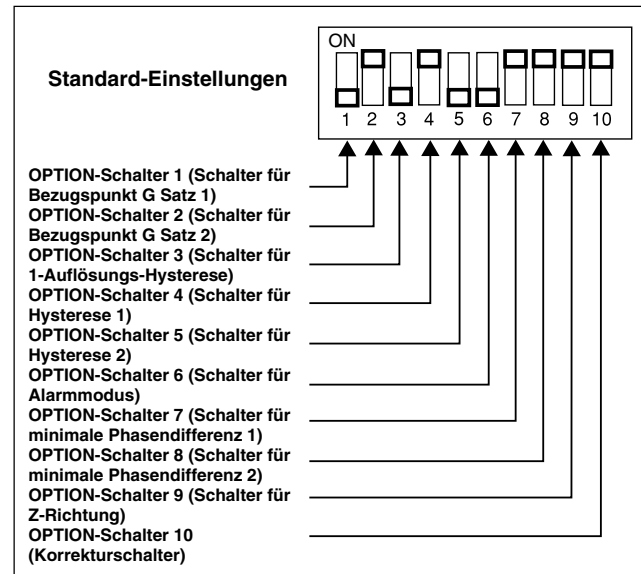 ON
Standard-Einstellungen
1 2 3 4 5 6 7 8 9 10
OPTION-Schalter 1 (Schalter für
Bezugspunkt G Satz 1)
OPTION-Schalter 2 (Schalter für
Bezugspunkt G Satz 2)
OPTION-Schalter 3 (Schalter für
1-Auflösungs-Hysterese)
OPTION-Schalter 4 (Schalter für
Hysterese 1)
OPTION-Schalter 5 (Schalter für
Hysterese 2)
OPTION-Schalter 6 (Schalter für
Alarmmodus)
OPTION-Schalter 7 (Schalter für
minimale Phasendifferenz 1)
OPTION-Schalter 8 (Schalter für
minimale Phasendifferenz 2)
OPTION-Schalter 9 (Schalter für
Z-Richtung)
OPTION-Schalter 10
(Korrekturschalter)